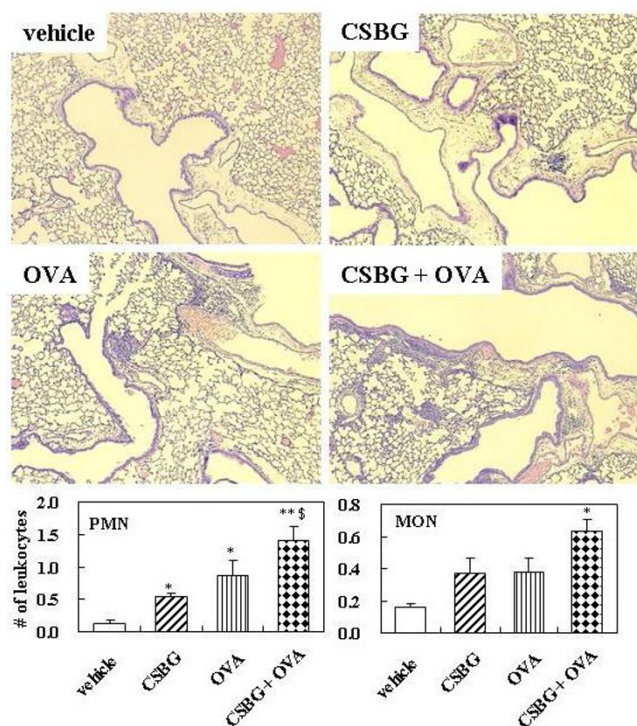 vehicle
CSBG
OVA
CSBG + OVA
# of leukocytes
2.0
1.5
1.0
0.5
0.0
PMN
*
*
** $
vehicle
CSBG
OVA
CSBG + OVA
0.8
0.6
0.4
0.2
0.0
MON
*
vehicle
CSBG
OVA
CSBG + OVA